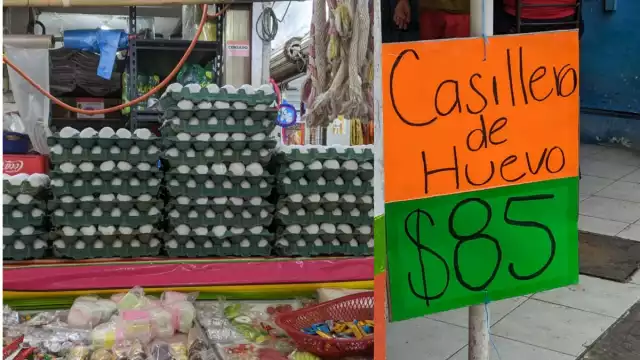 Casillero
de
Huevo
$85